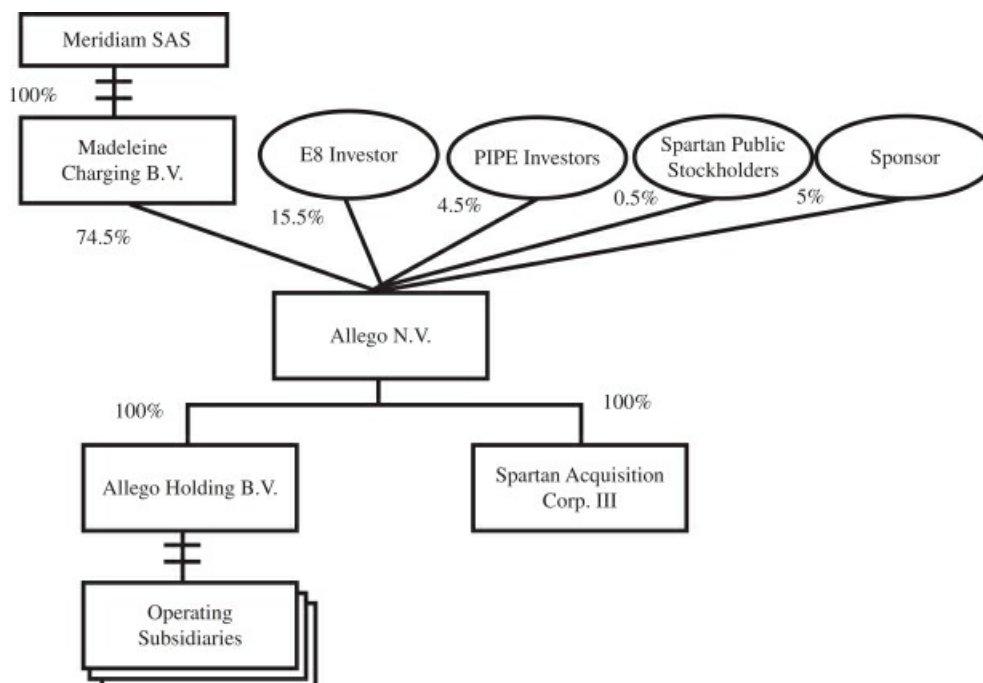 Meridiam SAS
100%
Madeleine
Charging B.V.
E8 Investor
PIPE Investors
Spartan Public
Stockholders
Sponsor
74.5%
15.5%
4.5%
0.5%
5%
Allego N.V.
100%
100%
Allego Holding B.V.
Spartan Acquisition
Corp. III
Operating
Subsidiaries